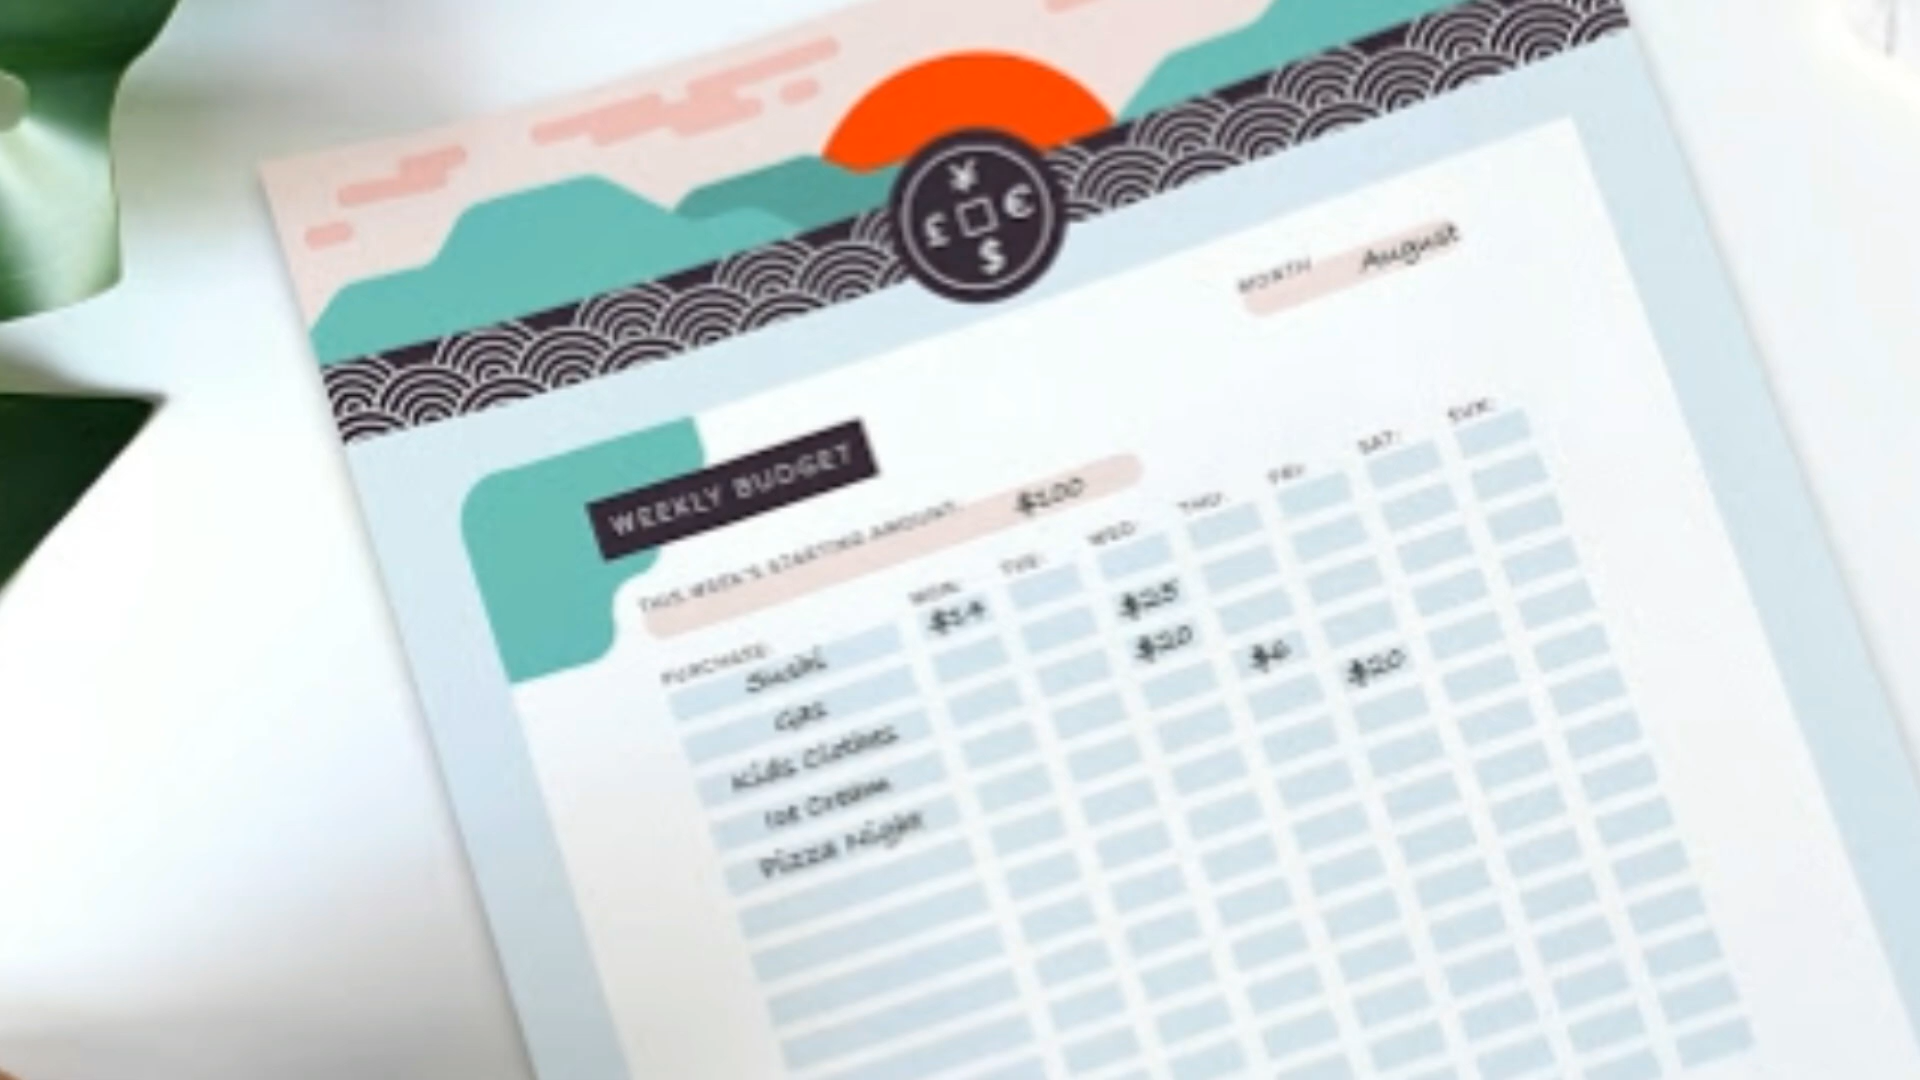 ¥
£ €
$
MONTH August
WEEKLY BUDGET
THIS WEEK'S STARTING AMOUNT: $100
PURCHASE: MON: TUE: WED: THU: FRI: SAT: SUN:
Sushi $14
Gas $25
Kids Clothes $20
Ice Cream $6
Pizza Night $20